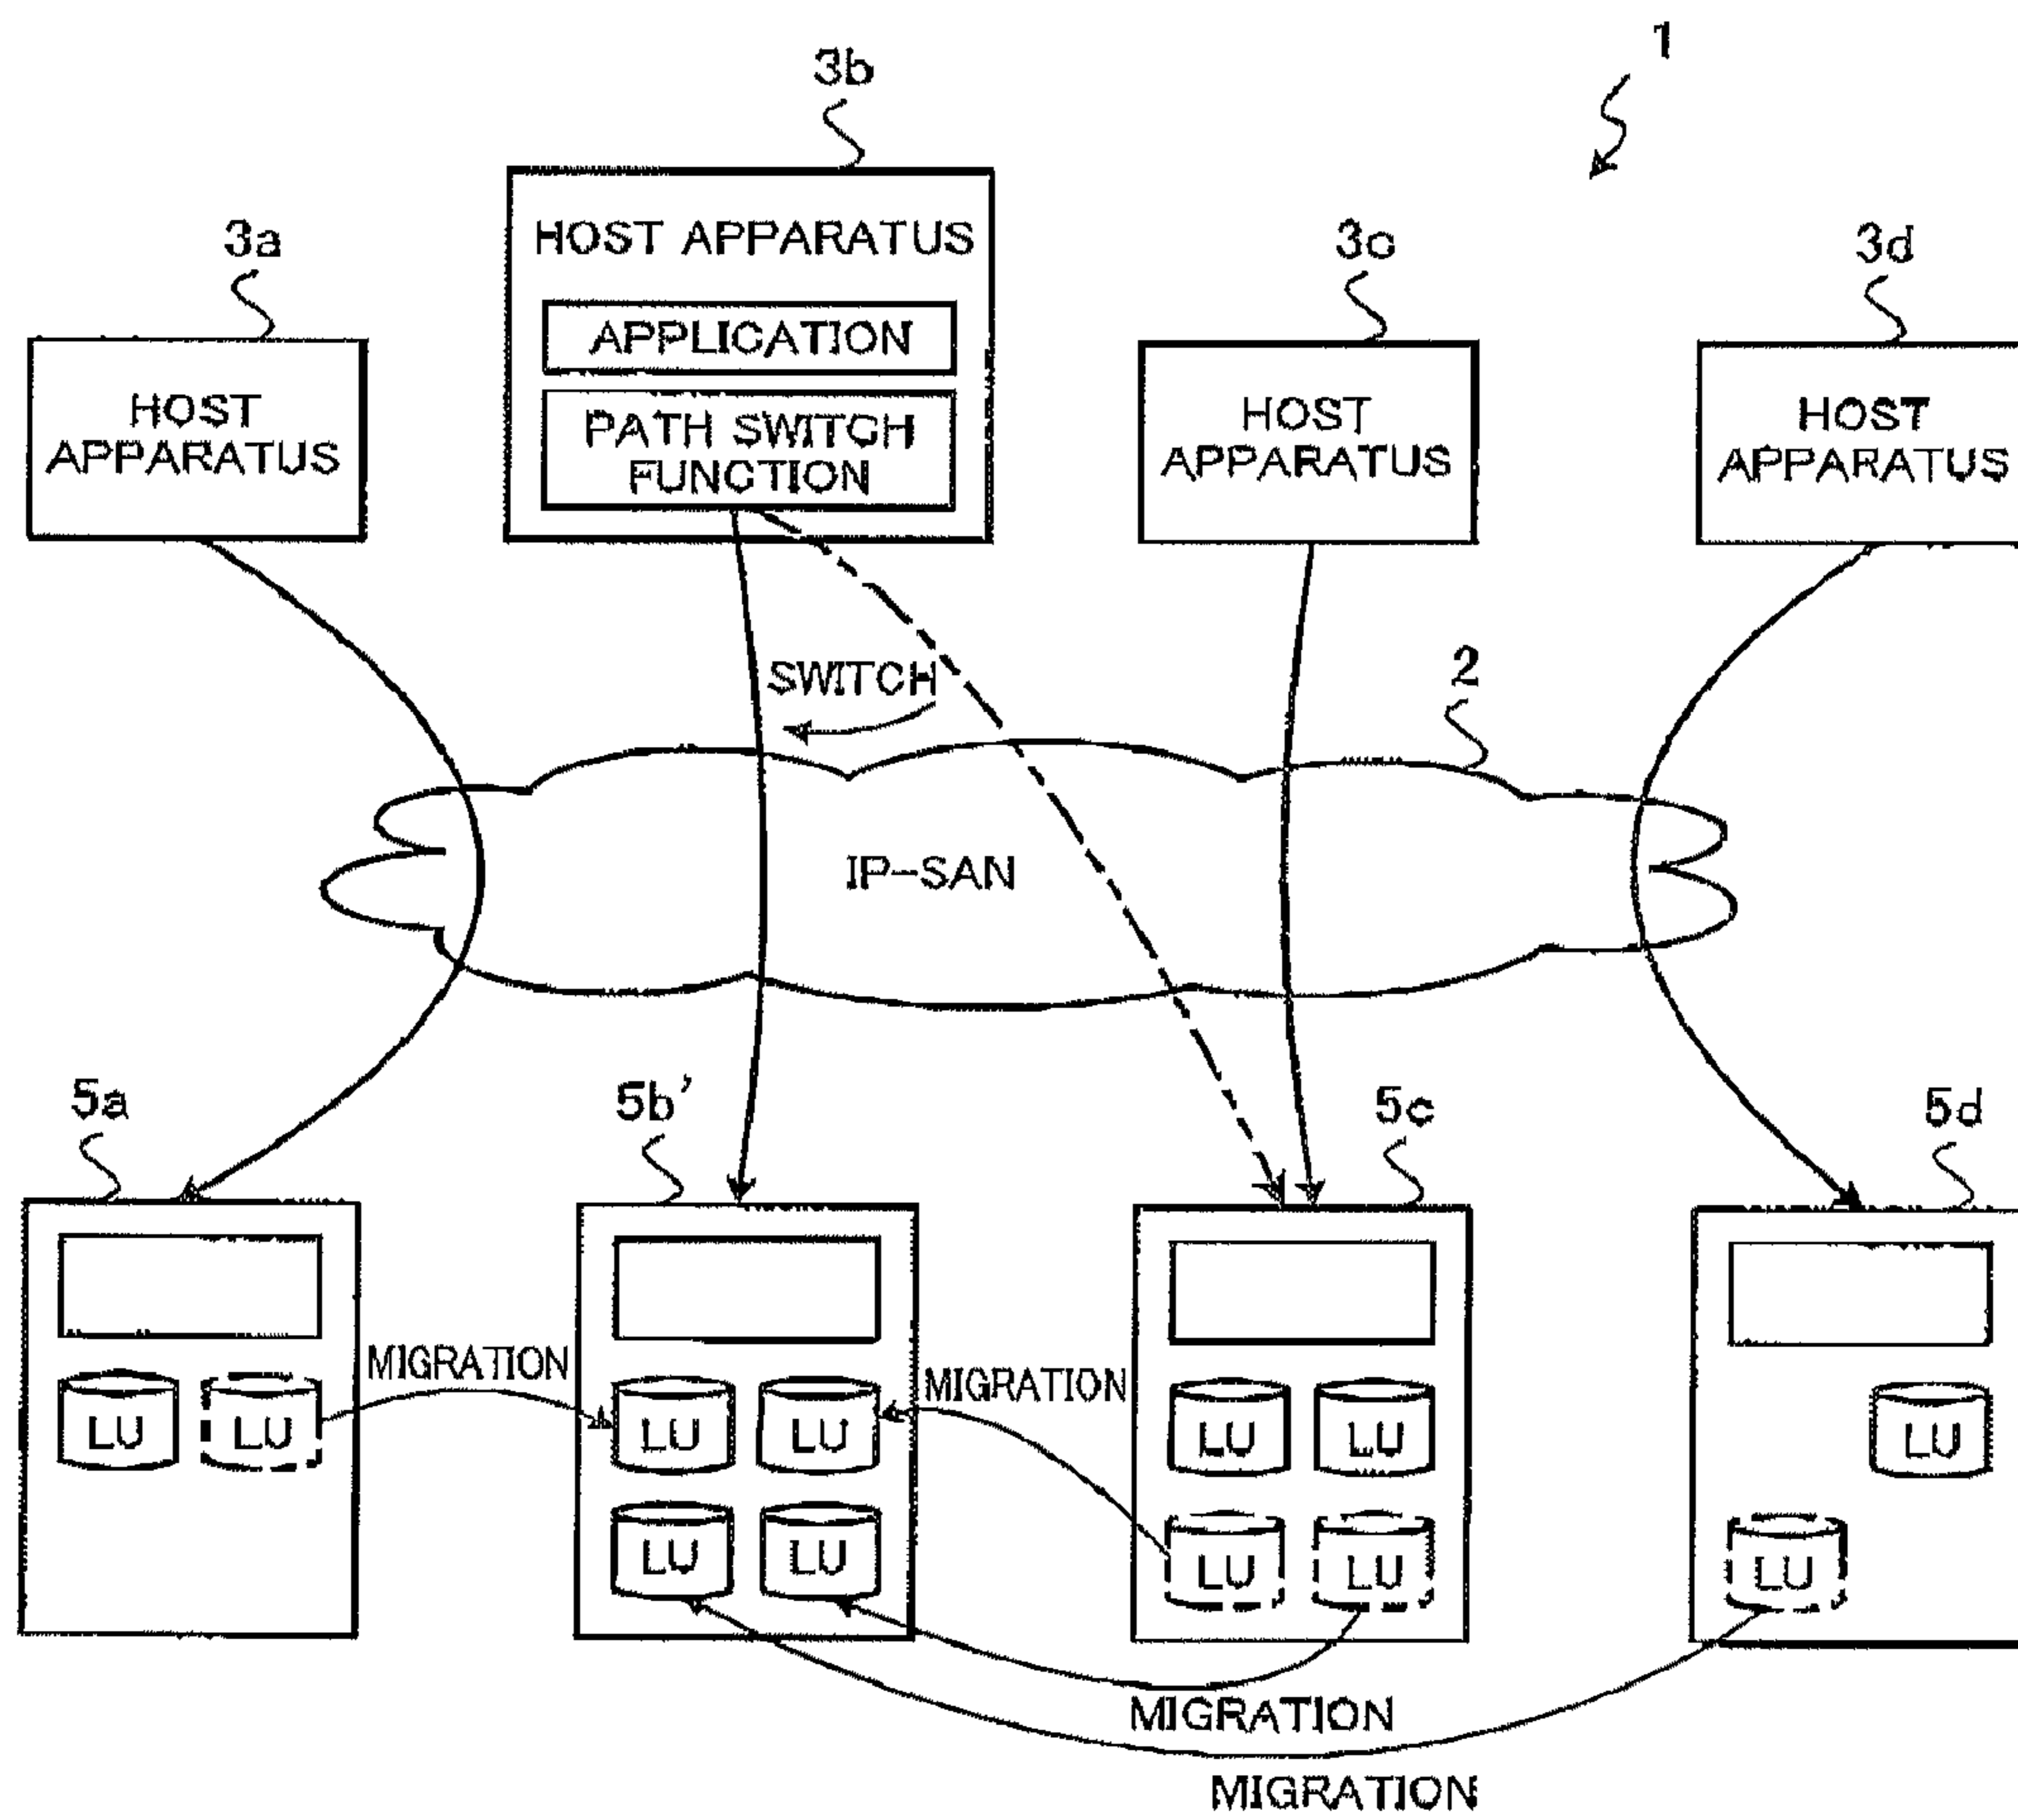 1
3b
HOST APPARATUS
3a
3c
3d
APPLICATION
HOST
APPARATUS
PATH SWITCH
FUNCTION
HOST
APPARATUS
HOST
APPARATUS
SWITCH
2
IP-SAN
5a
5b'
5c
5d
MIGRATION
MIGRATION
LU
LU
LU
LU
LU
LU
LU
LU
LU
LU
LU
LU
MIGRATION
MIGRATION